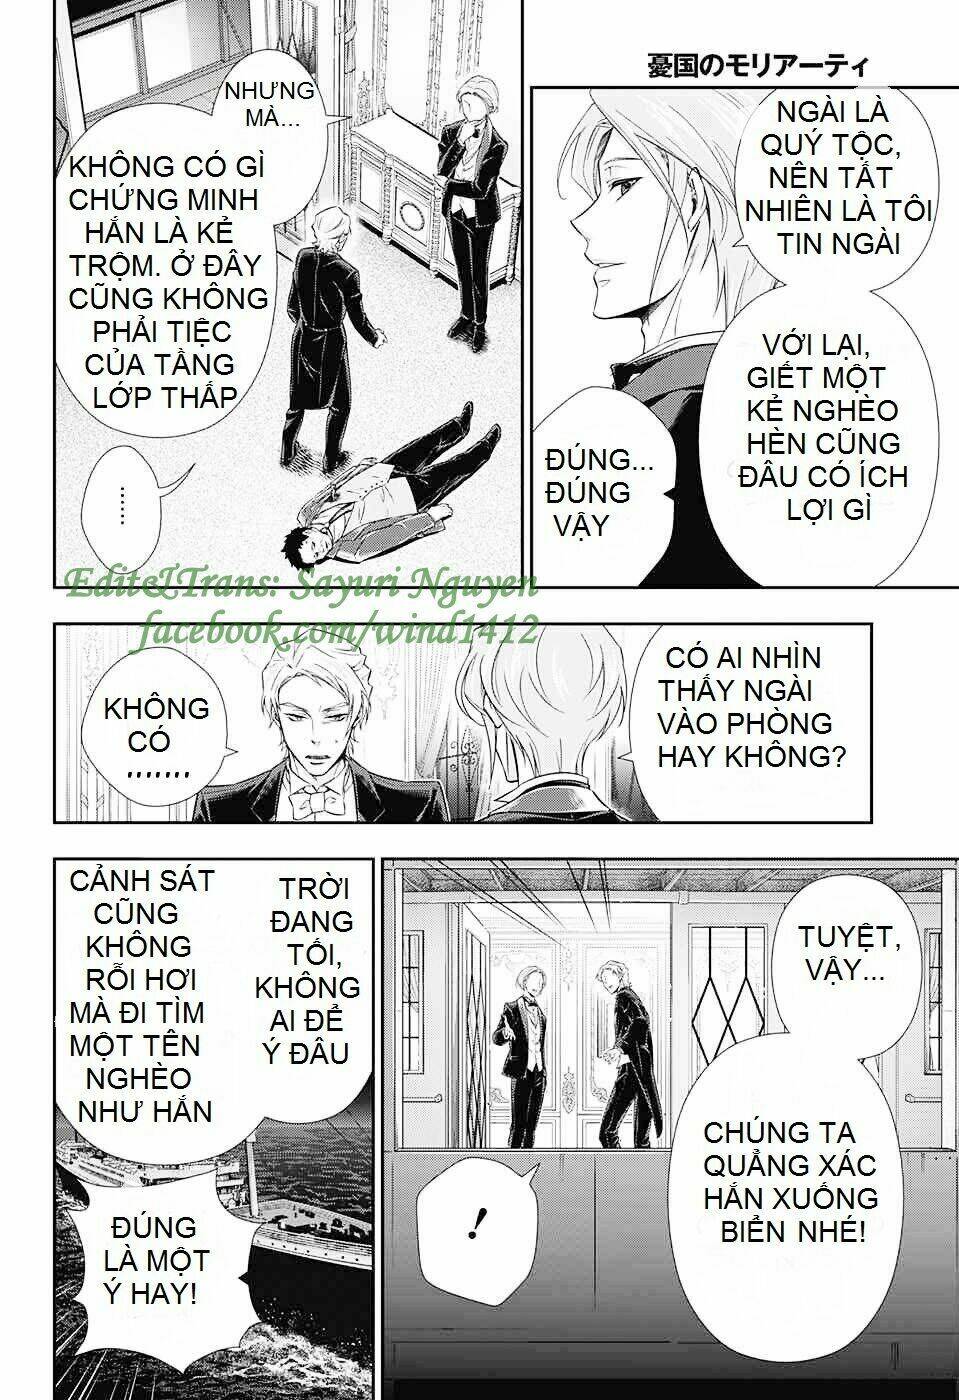 憂国のモリアーティ
NGÀI LÀ
QUÝ TỘC,
NÊN TẤT
NHIÊN LÀ TÔI
TIN NGÀI
VỚI LẠI,
GIẾT MỘT
KẺ NGHÈO
HÈN CŨNG
ĐÂU CÓ ÍCH
LỢI GÌ
ĐÚNG...
ĐÚNG
VẬY
NHƯNG
MÀ...
KHÔNG CÓ GÌ
CHỨNG MINH
HẮN LÀ KẺ
TRỘM. Ở ĐÂY
CŨNG KHÔNG
PHẢI TIỆC
CỦA TẦNG
LỚP THẤP
......
Edit&Trans: Sayuri Nguyen
facebook.com/wind1412
CÓ AI NHÌN
THẤY NGÀI
VÀO PHÒNG
HAY KHÔNG?
KHÔNG
CÓ
.......
TUYỆT,
VẬY...
CHÚNG TA
QUẢNG XÁC
HẮN XUỐNG
BIỂN NHÉ!
!
TRỜI
ĐANG
TỐI,
KHÔNG
AI ĐỂ
Ý ĐÂU
CẢNH SÁT
CŨNG
KHÔNG
RỖI HƠI
MÀ ĐI TÌM
MỘT TÊN
NGHÈO
NHƯ HẮN
ĐÚNG
LÀ MỘT
Ý HAY!